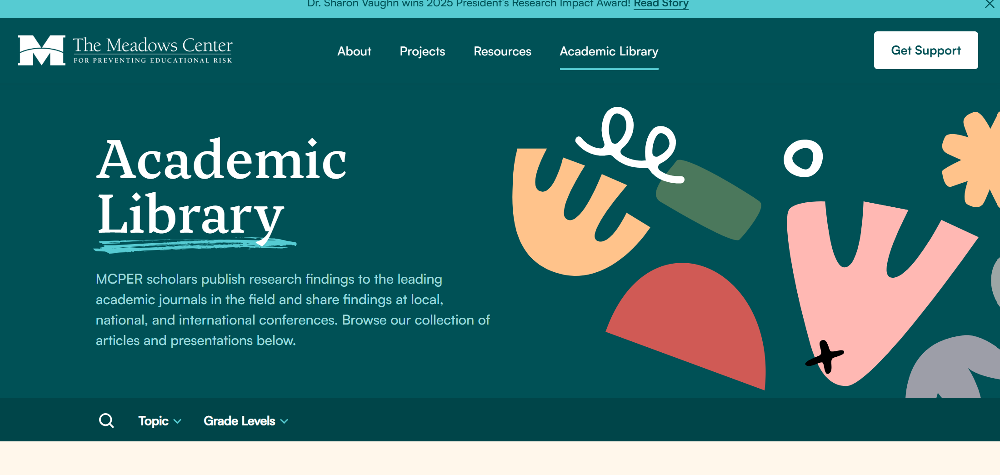 Dr. Sharon Vaughn wins 2025 President's Research Impact Award! Read Story
The Meadows Center
FOR PREVENTING EDUCATIONAL RISK
About
Projects
Resources
Academic Library
Get Support
Academic
Library
MCPER scholars publish research findings to the leading
academic journals in the field and share findings at local,
national, and international conferences. Browse our collection of
articles and presentations below.
Topic
Grade Levels